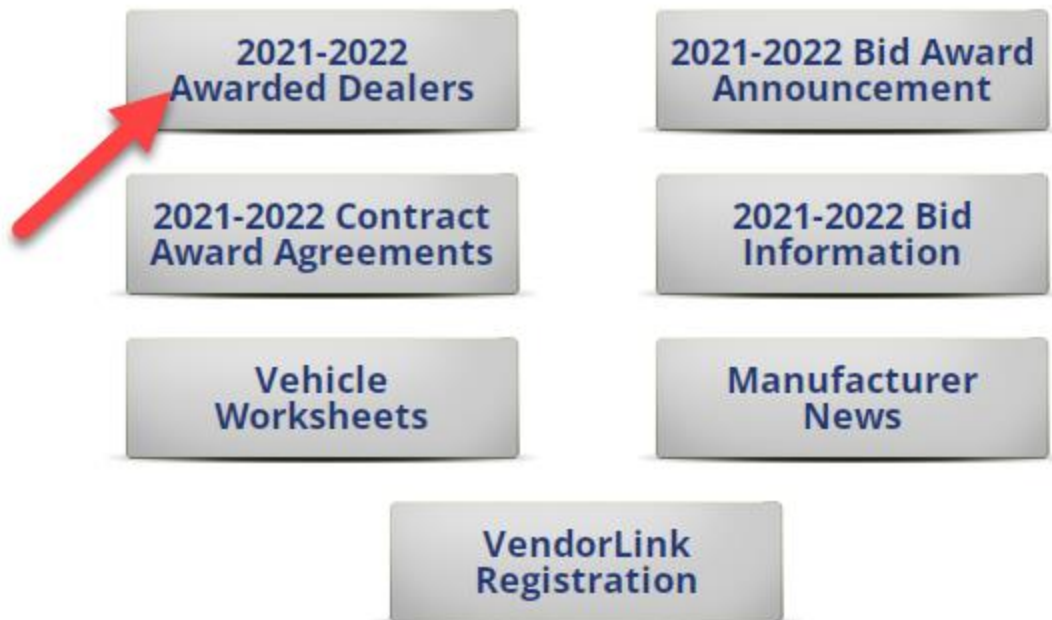 2021-2022
Awarded Dealers
2021-2022 Bid Award
Announcement
2021-2022 Contract
Award Agreements
2021-2022 Bid
Information
Vehicle
Worksheets
Manufacturer
News
VendorLink
Registration